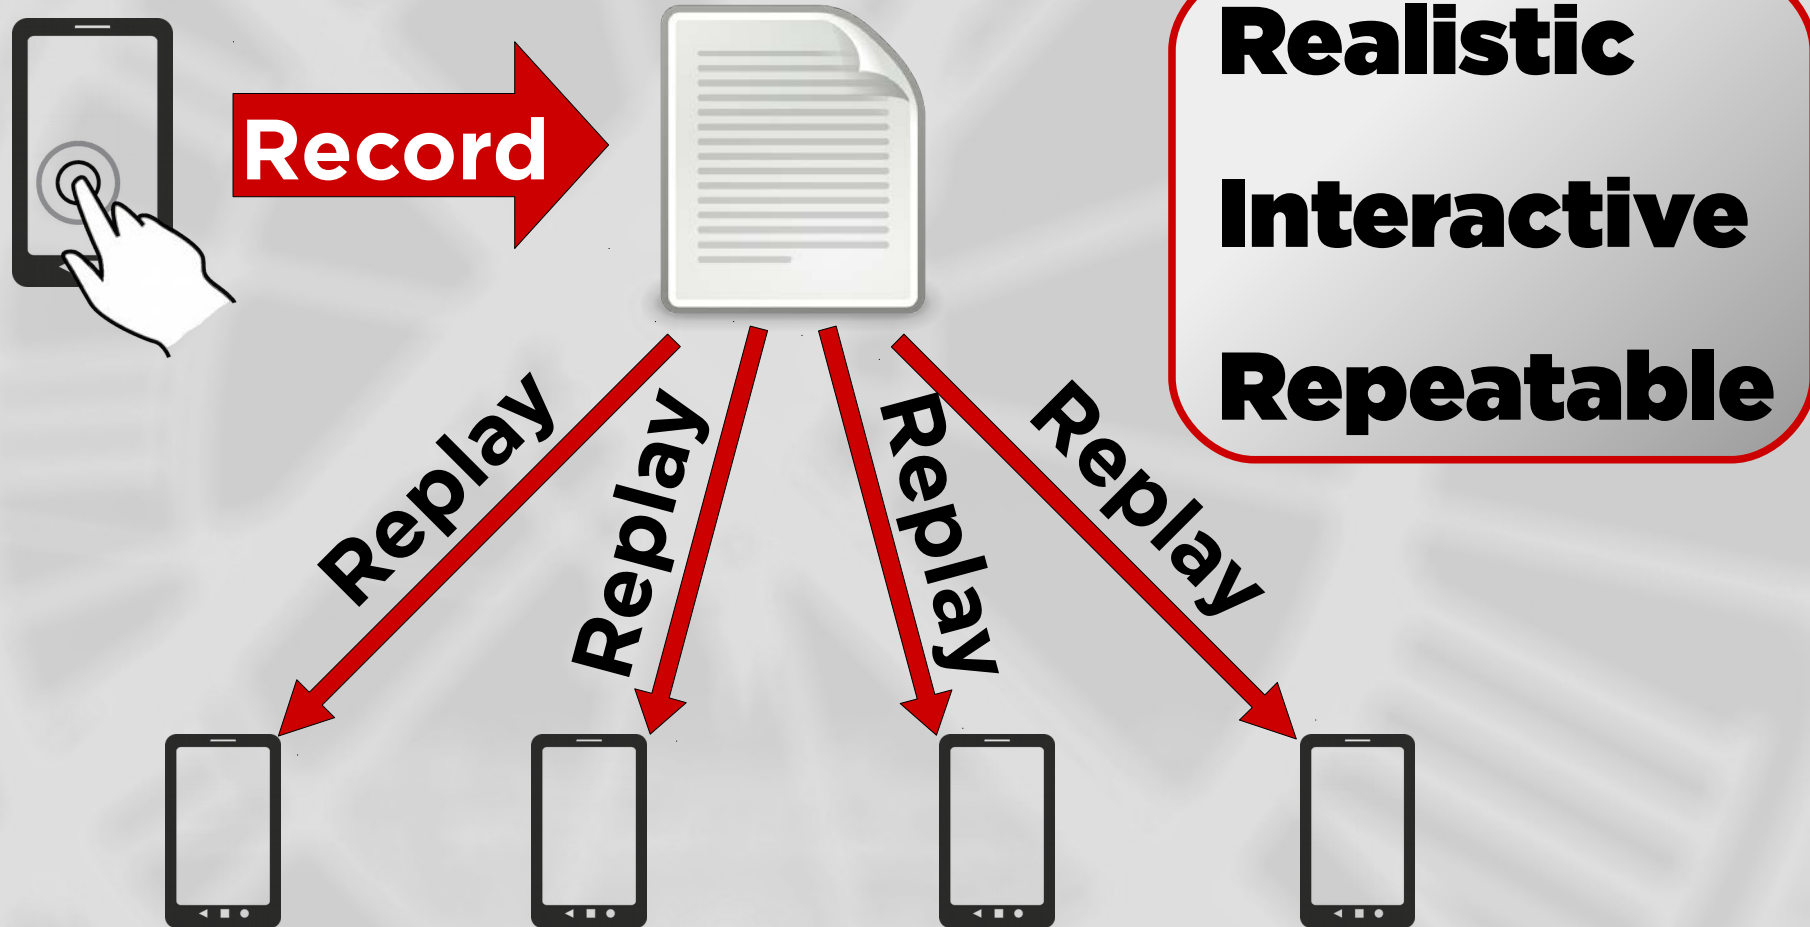 Realistic
Record
Interactive
Repeatable
Replay
Replay
Replay
Replay